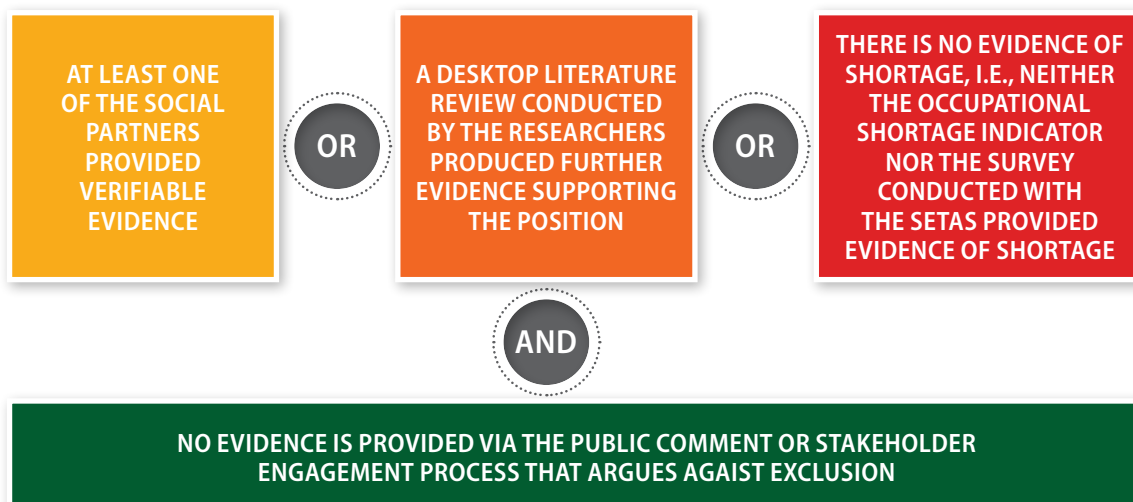 AT LEAST ONE
OF THE SOCIAL
PARTNERS
PROVIDED
VERIFIABLE
EVIDENCE
OR
A DESKTOP LITERATURE
REVIEW CONDUCTED
BY THE RESEARCHERS
PRODUCED FURTHER
EVIDENCE SUPPORTING
THE POSITION
OR
THERE IS NO EVIDENCE OF
SHORTAGE, I.E., NEITHER
THE OCCUPATIONAL
SHORTAGE INDICATOR
NOR THE SURVEY
CONDUCTED WITH
THE SETAS PROVIDED
EVIDENCE OF SHORTAGE
AND
NO EVIDENCE IS PROVIDED VIA THE PUBLIC COMMENT OR STAKEHOLDER
ENGAGEMENT PROCESS THAT ARGUES AGAIST EXCLUSION